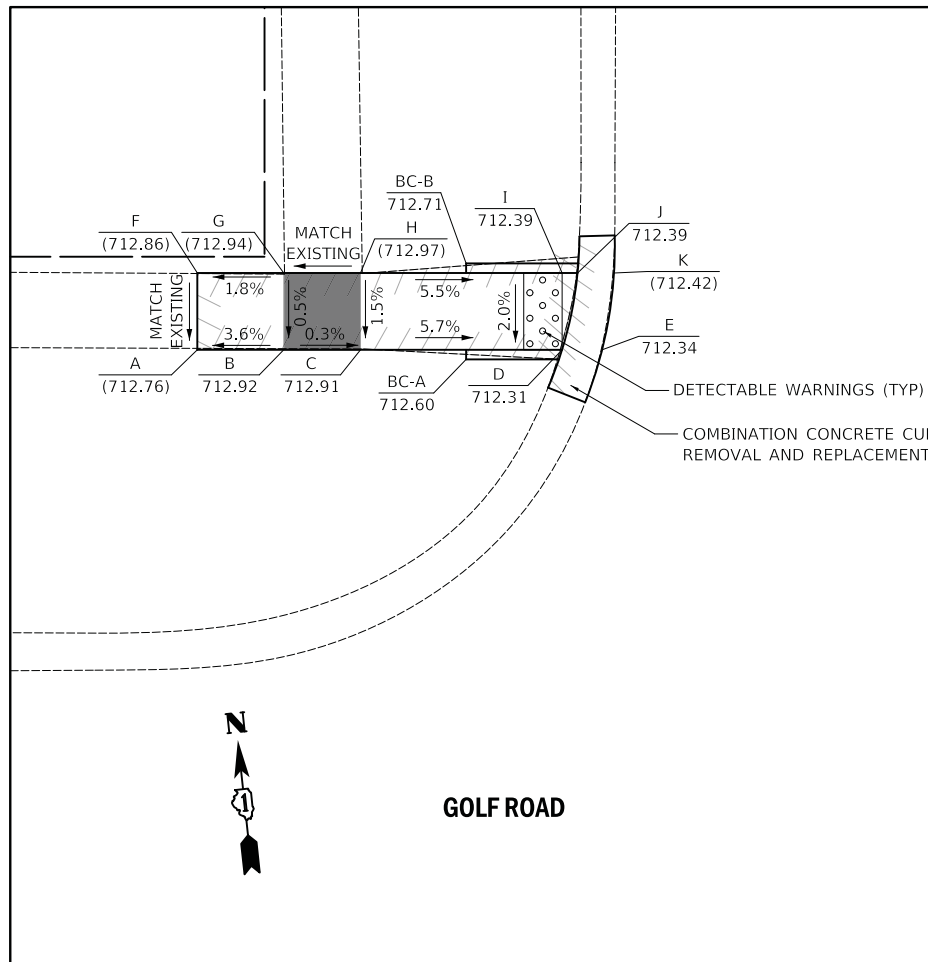 BC-B
712.71
I
712.39
J
712.39
F
(712.86)
G
(712.94)
MATCH
EXISTING
H
(712.97)
K
(712.42)
MATCH
EXISTING
1.8%
0.5%
1.5%
5.5%
2.0%
3.6%
0.3%
5.7%
E
712.34
A
(712.76)
B
712.92
C
712.91
BC-A
712.60
D
712.31
DETECTABLE WARNINGS (TYP)
COMBINATION CONCRETE
REMOVAL AND REPLACEMENT
N
1
GOLF ROAD